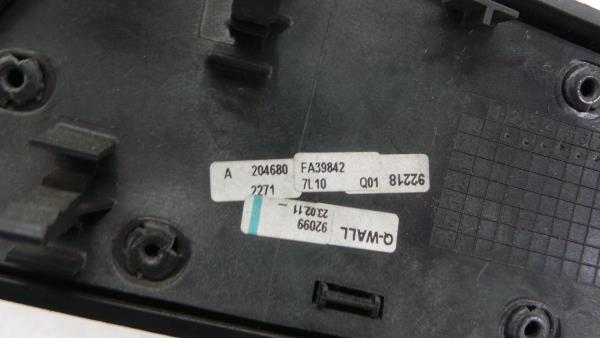 A 204680
2271
FA39842
7L10 Q01
92218
Q-WALL
92099
23.02.11